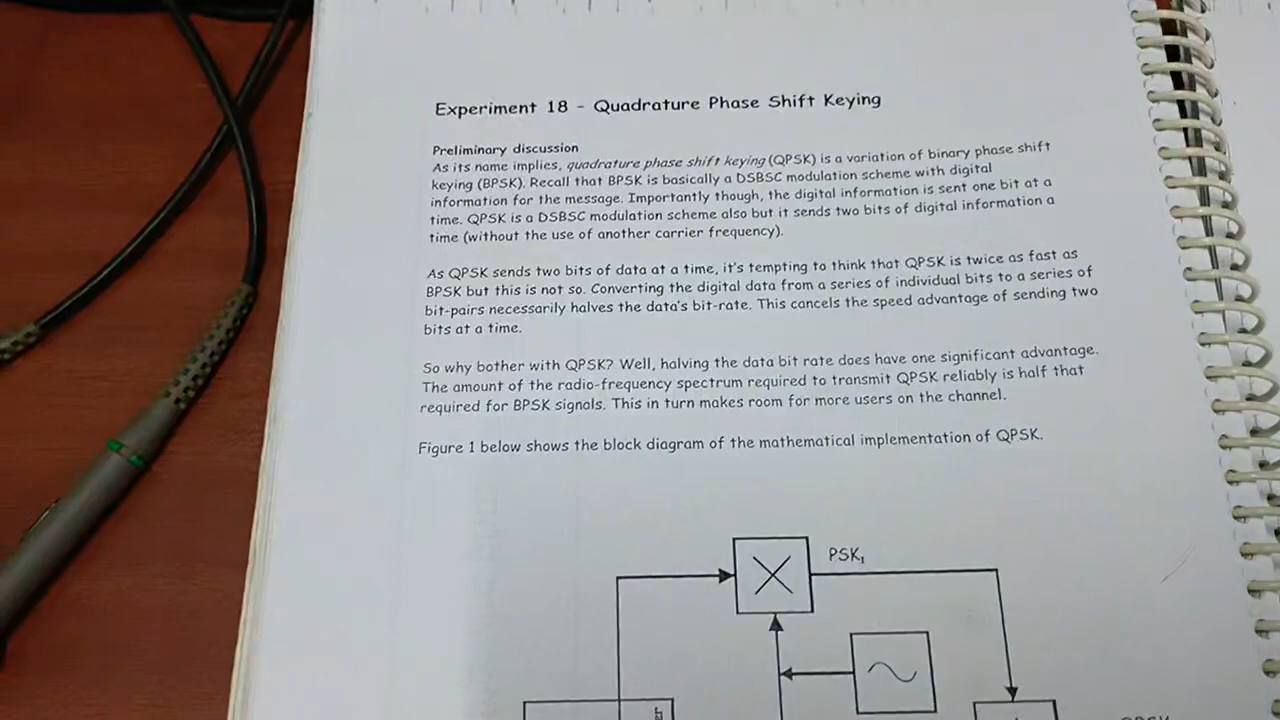 Experiment 18 - Quadrature Phase Shift Keying
Preliminary discussion
As its name implies, quadrature phase shift keying (QPSK) is a variation of binary phase shift
keying (BPSK). Recall that BPSK is basically a DSBSC modulation scheme with digital
information for the message. Importantly though, the digital information is sent one bit at a
time. QPSK is a DSBSC modulation scheme also but it sends two bits of digital information a
time (without the use of another carrier frequency).
As QPSK sends two bits of data at a time, it's tempting to think that QPSK is twice as fast as
BPSK but this is not so. Converting the digital data from a series of individual bits to a series of
bit-pairs necessarily halves the data's bit-rate. This cancels the speed advantage of sending two
bits at a time.
So why bother with QPSK? Well, halving the data bit rate does have one significant advantage.
The amount of the radio-frequency spectrum required to transmit QPSK reliably is half that
required for BPSK signals. This in turn makes room for more users on the channel.
Figure 1 below shows the block diagram of the mathematical implementation of QPSK.
PSK₁